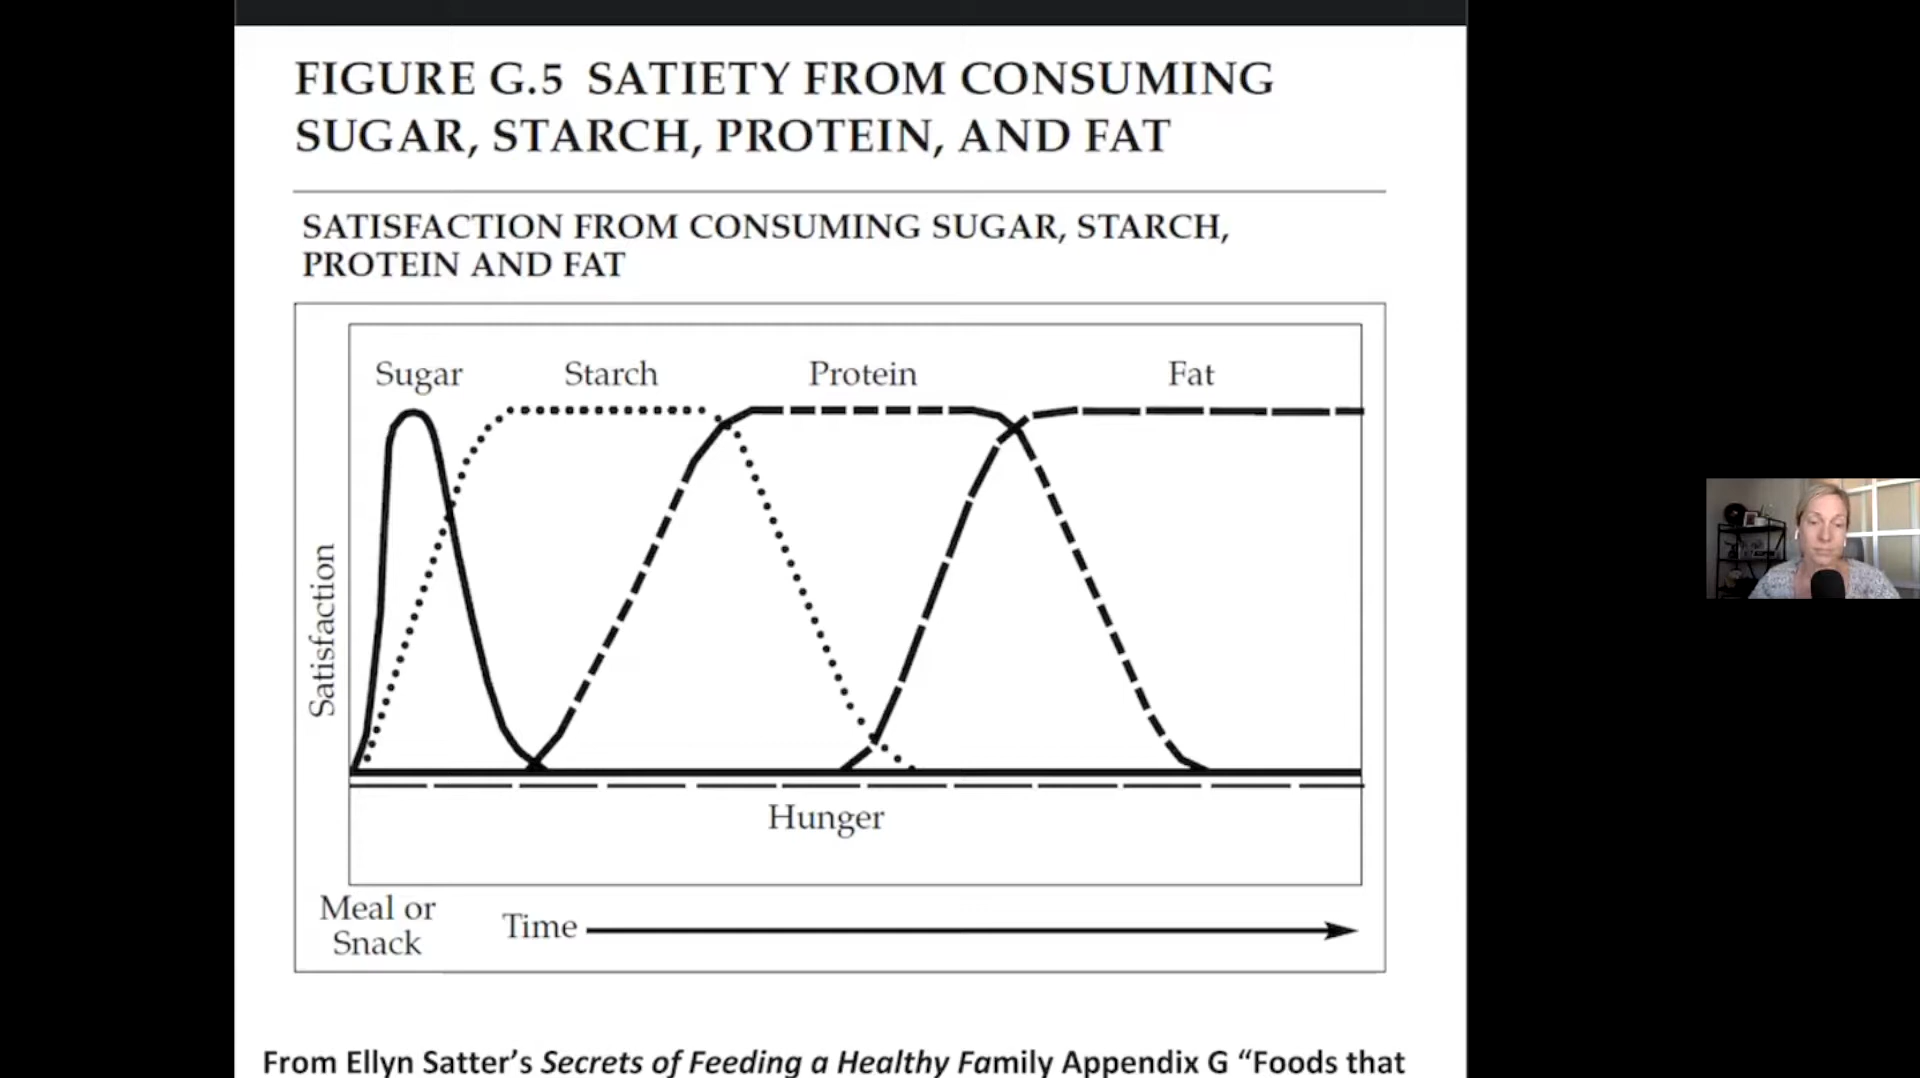 FIGURE G.5 SATIETY FROM CONSUMING
SUGAR, STARCH, PROTEIN, AND FAT
SATISFACTION FROM CONSUMING SUGAR, STARCH,
PROTEIN AND FAT
Sugar Starch Protein Fat
Satisfaction
Hunger
Meal or
Snack
Time
From Ellyn Satter’s Secrets of Feeding a Healthy Family Appendix G “Foods that